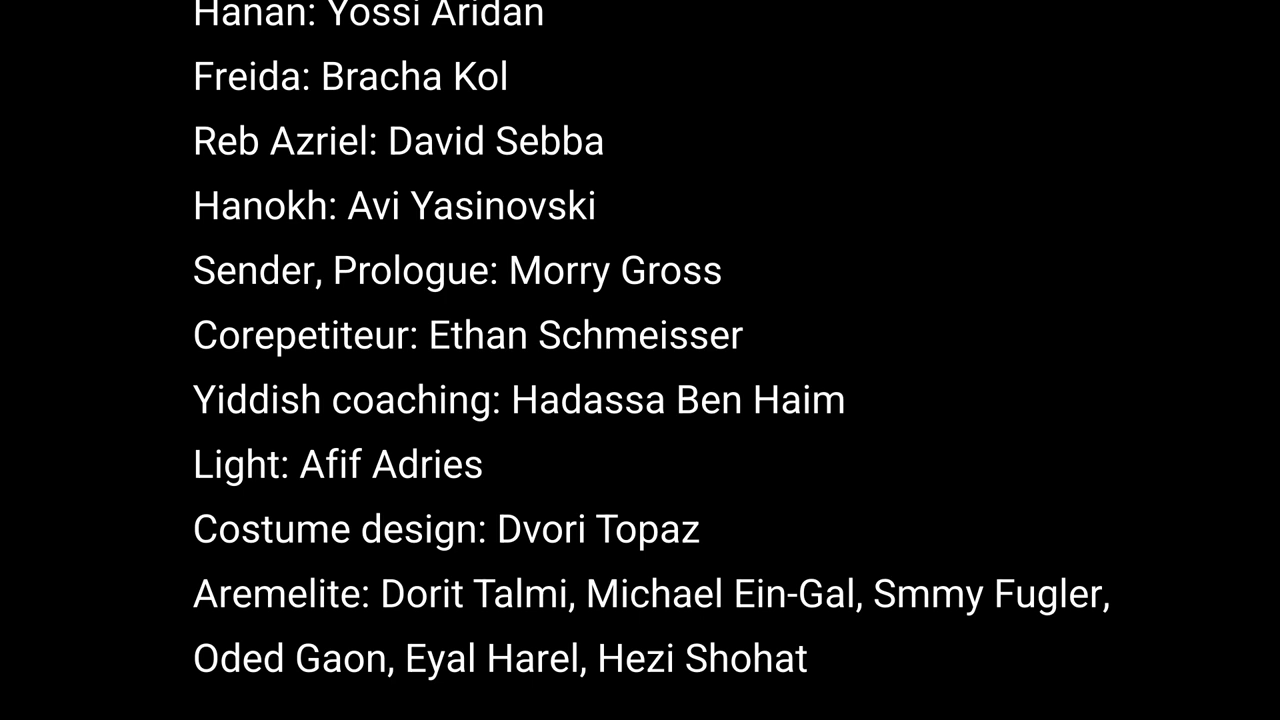 Hanan: Yossi Aridan
Freida: Bracha Kol
Reb Azriel: David Sebba
Hanokh: Avi Yasinovski
Sender, Prologue: Morry Gross
Corepetiteur: Ethan Schmeisser
Yiddish coaching: Hadassa Ben Haim
Light: Afif Adries
Costume design: Dvori Topaz
Aremelite: Dorit Talmi, Michael Ein-Gal, Smmy Fugler,
Oded Gaon, Eyal Harel, Hezi Shohat